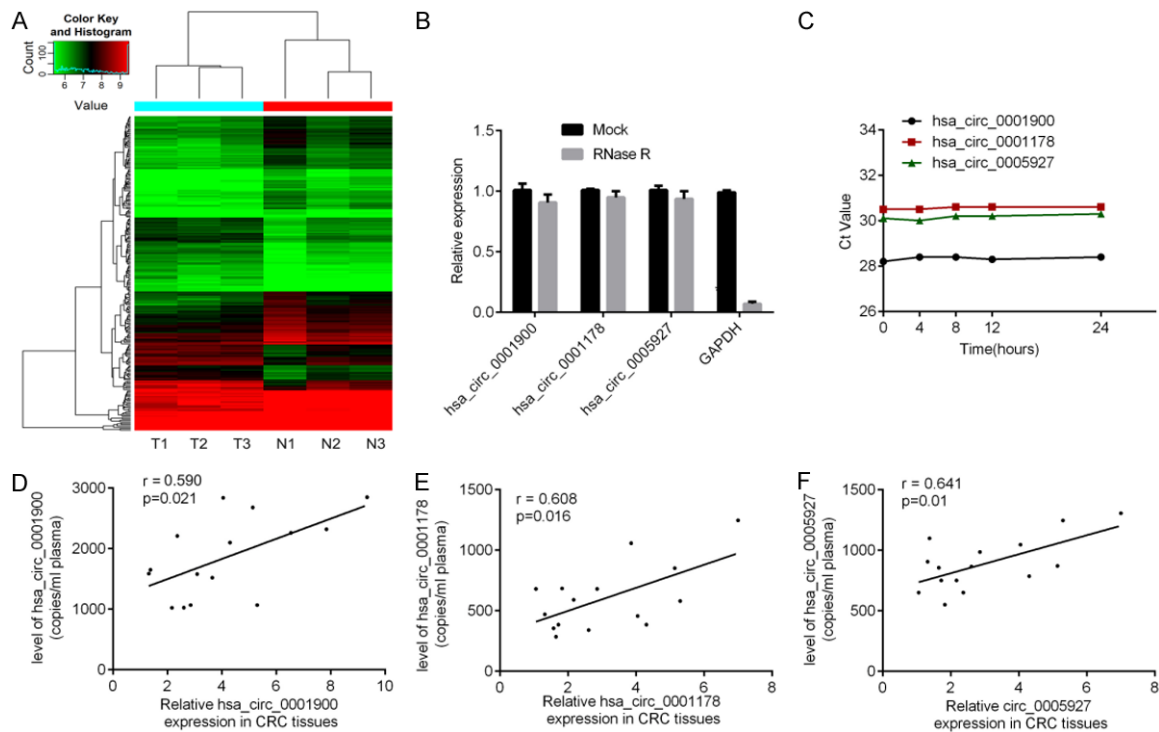 A
Color Key
and Histogram
Count
0
100
6 7 8 9
Value
T1 T2 T3 N1 N2 N3
B
Mock
RNase R
Relative expression
1.5
1.0
0.5
0.0
hsa_circ_0001900
hsa_circ_0001178
hsa_circ_0005927
GAPDH
C
hsa_circ_0001900
hsa_circ_0001178
hsa_circ_0005927
Ct Value
34
32
30
28
26
0 4 8 12 24
Time(hours)
D
r = 0.590
p=0.021
level of hsa_circ_0001900
(copies/ml plasma)
3000
2000
1000
0
0 2 4 6 8 10
Relative hsa_circ_0001900
expression in CRC tissues
E
r = 0.608
p=0.016
level of hsa_circ_0001178
(copies/ml plasma)
1500
1000
500
0
0 2 4 6 8
Relative hsa_circ_0001178
expression in CRC tissues
F
r = 0.641
p=0.01
level of hsa_circ_0005927
(copies/ml plasma)
1500
1000
500
0
0 2 4 6 8
Relative circ_0005927
expression in CRC tissues